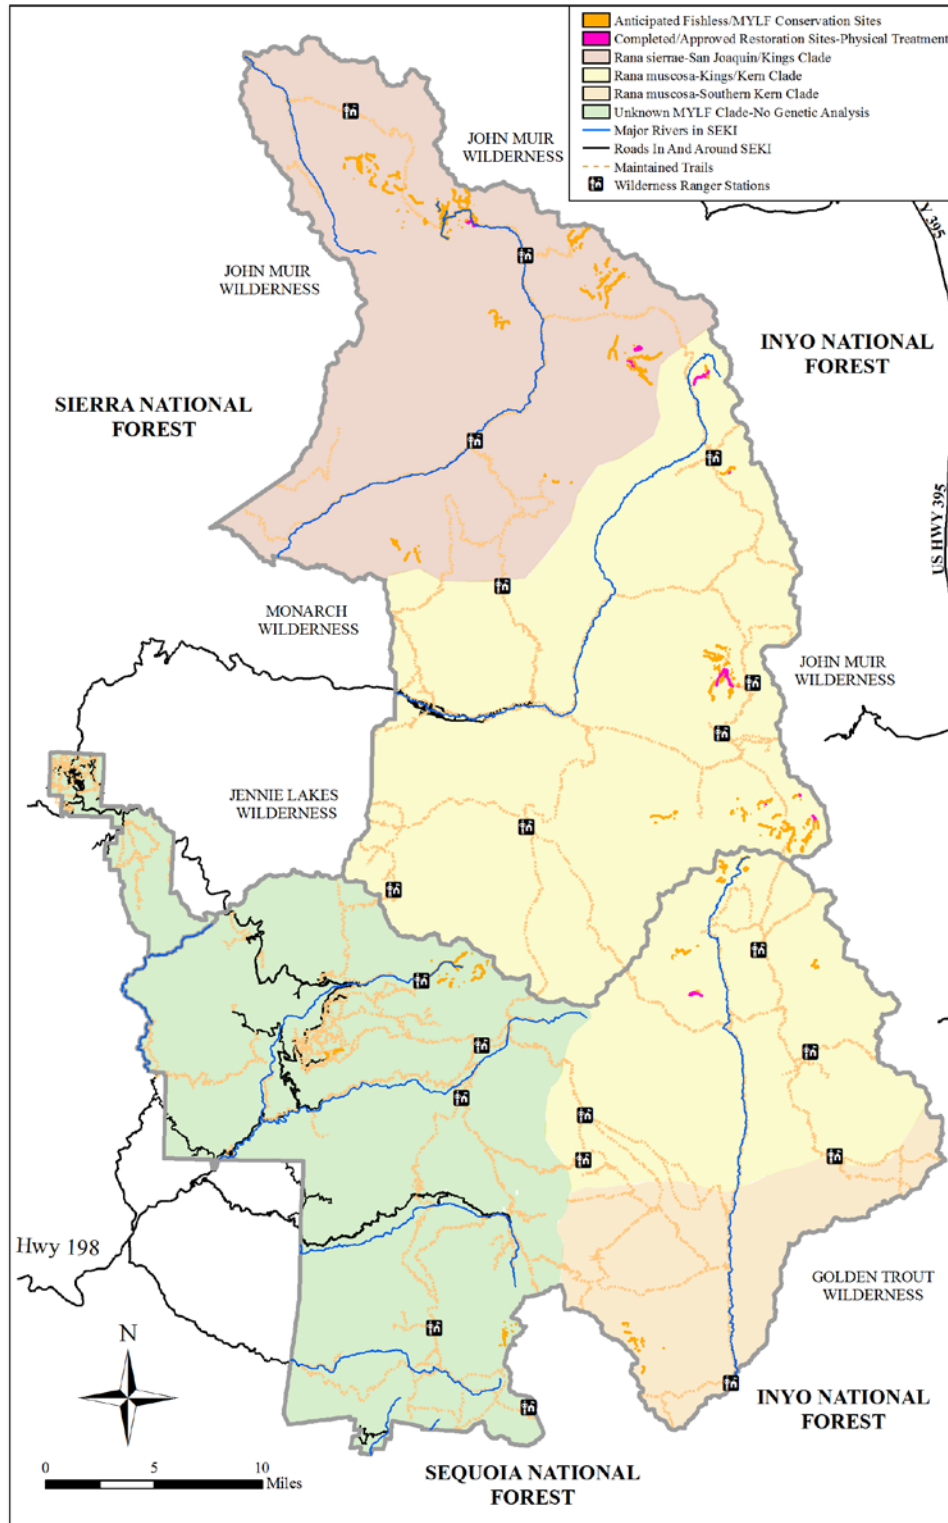 Anticipated Fishless/MYLF Conservation Sites
Completed/Approved Restoration Sites-Physical Treatment
Rana sierrae-San Joaquin/Kings Clade
Rana muscosa-Kings/Kern Clade
Rana muscosa-Southern Kern Clade
Unknown MYLF Clade-No Genetic Analysis
Major Rivers in SEKI
Roads In And Around SEKI
Maintained Trails
Wilderness Ranger Stations
JOHN MUIR
WILDERNESS
Y 395
JOHN MUIR
WILDERNESS
INYO NATIONAL
FOREST
SIERRA NATIONAL
FOREST
US HWY 395
MONARCH
WILDERNESS
JOHN MUIR
WILDERNESS
JENNIE LAKES
WILDERNESS
Hwy 198
GOLDEN TROUT
WILDERNESS
N
INYO NATIONAL
FOREST
SEQUOIA NATIONAL
FOREST
0 5 10
Miles